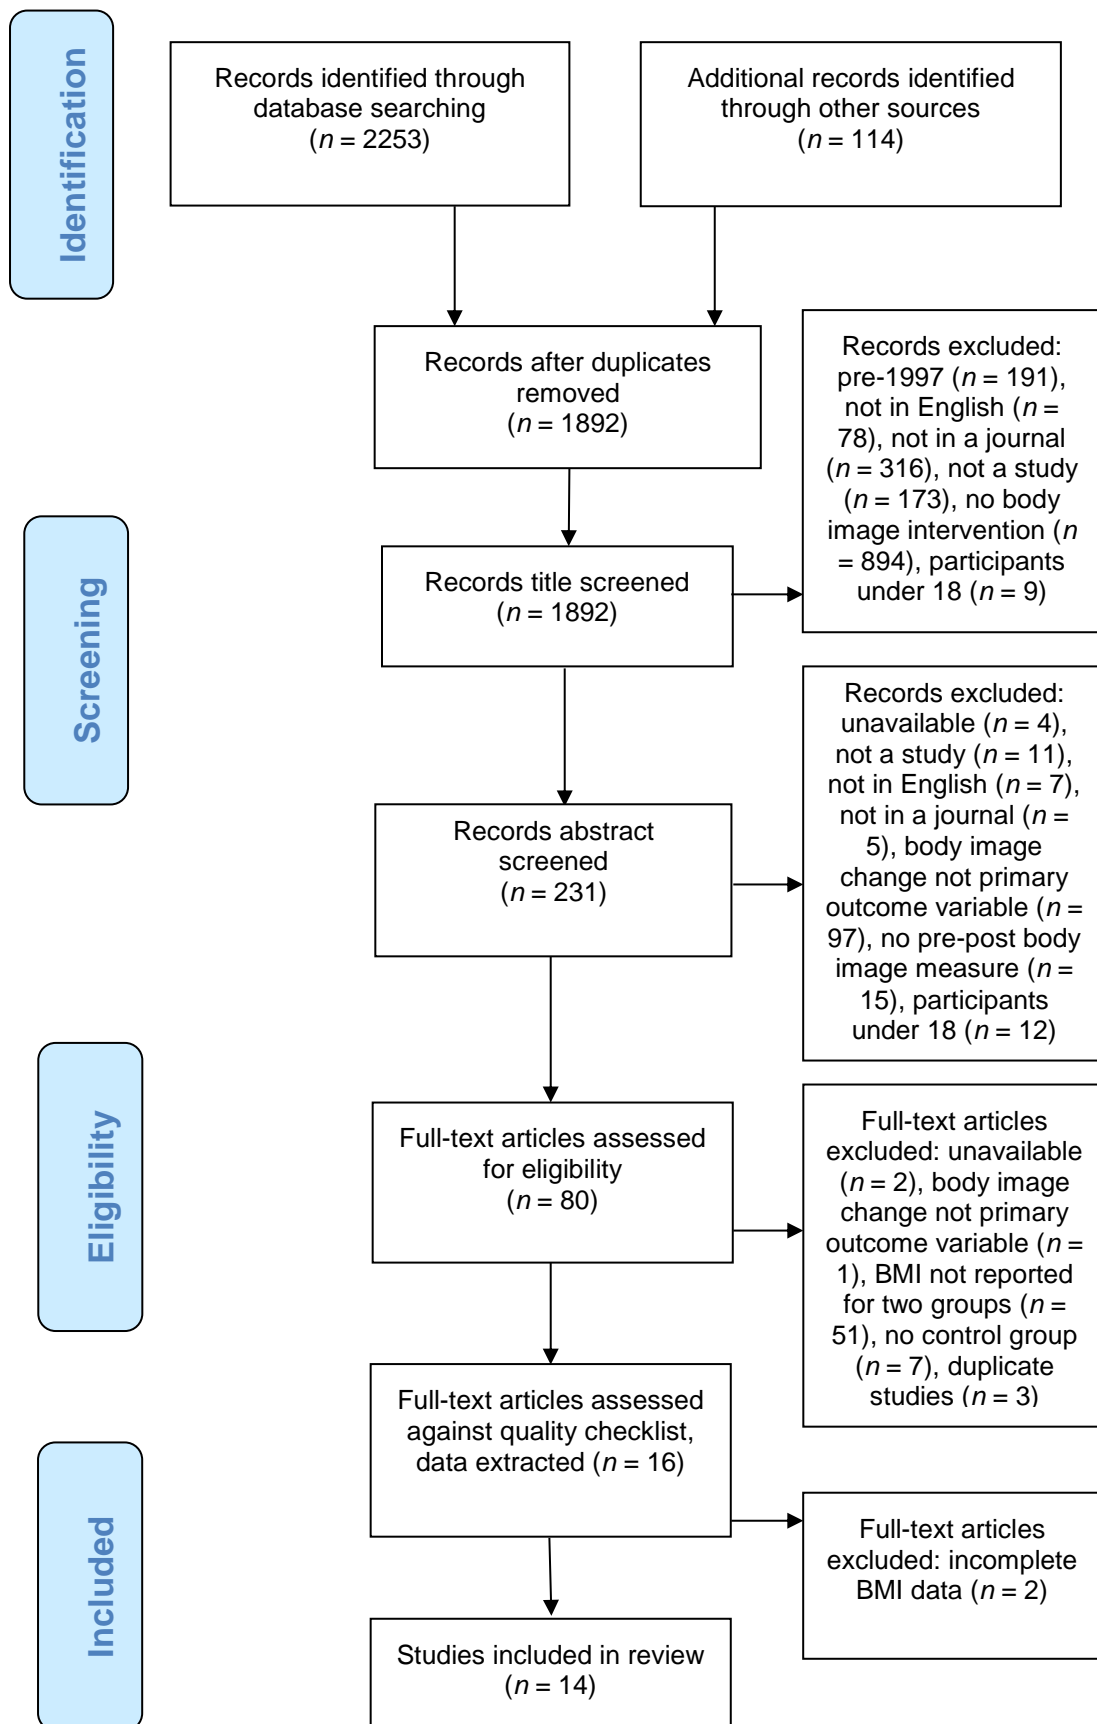 Identification
Records identified through
database searching
(n = 2253)
Additional records identified
through other sources
(n = 114)
Records after duplicates
removed
(n = 1892)
Records excluded:
pre-1997 (n = 191),
not in English (n =
78), not in a journal
(n = 316), not a study
(n = 173), no body
image intervention (n
= 894), participants
under 18 (n = 9)
Screening
Records title screened
(n = 1892)
Records excluded:
unavailable (n = 4),
not a study (n = 11),
not in English (n = 7),
not in a journal (n =
5), body image
change not primary
outcome variable (n =
97), no pre-post body
image measure (n =
15), participants
under 18 (n = 12)
Records abstract
screened
(n = 231)
Eligibility
Full-text articles assessed
for eligibility
(n = 80)
Full-text articles
excluded: unavailable
(n = 2), body image
change not primary
outcome variable (n =
1), BMI not reported
for two groups (n =
51), no control group
(n = 7), duplicate
studies (n = 3)
Full-text articles assessed
against quality checklist,
data extracted (n = 16)
Included
Full-text articles
excluded: incomplete
BMI data (n = 2)
Studies included in review
(n = 14)